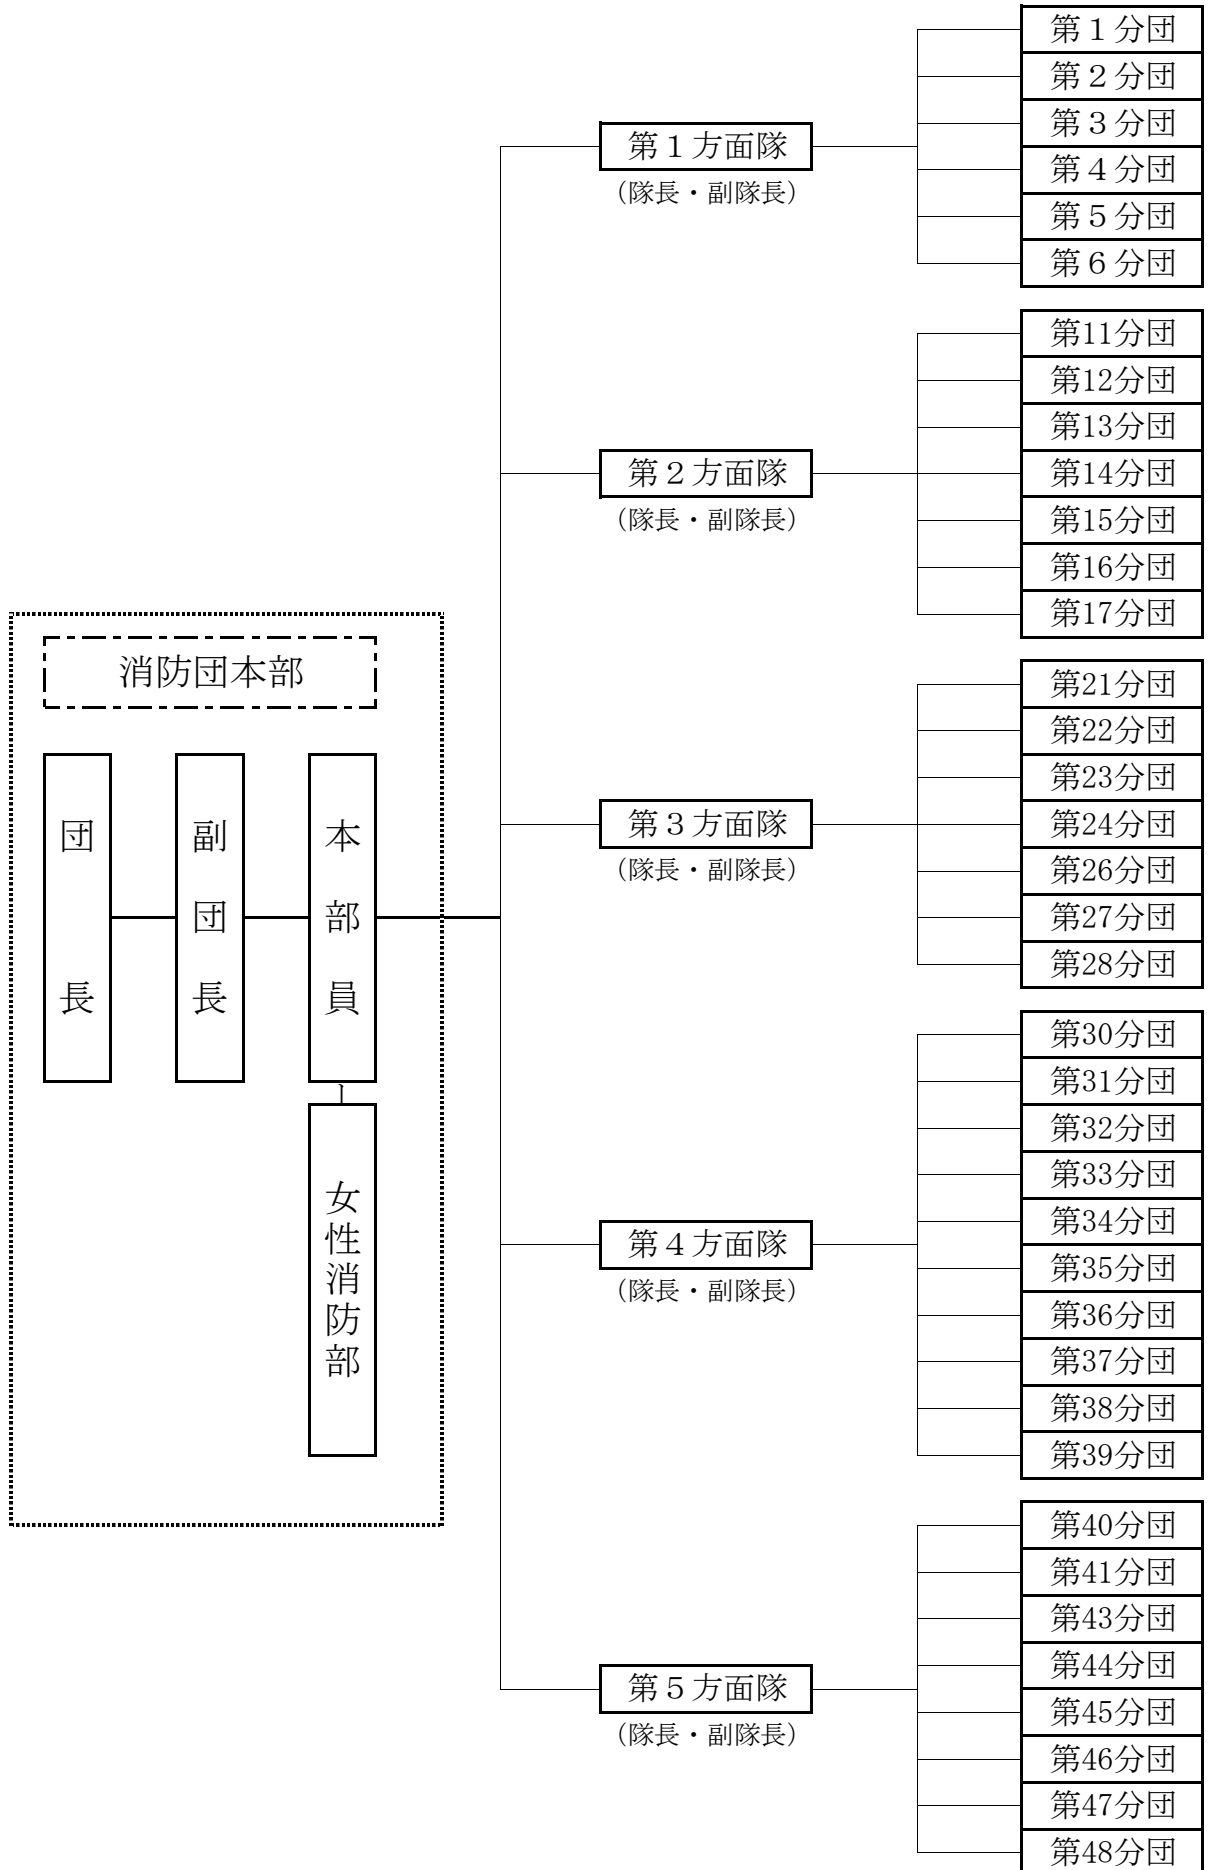 消防団本部
団長
副団長
本部員
女性消防部
第１方面隊
（隊長・副隊長）
第１分団
第２分団
第３分団
第４分団
第５分団
第６分団
第２方面隊
（隊長・副隊長）
第11分団
第12分団
第13分団
第14分団
第15分団
第16分団
第17分団
第３方面隊
（隊長・副隊長）
第21分団
第22分団
第23分団
第24分団
第26分団
第27分団
第28分団
第４方面隊
（隊長・副隊長）
第30分団
第31分団
第32分団
第33分団
第34分団
第35分団
第36分団
第37分団
第38分団
第39分団
第５方面隊
（隊長・副隊長）
第40分団
第41分団
第43分団
第44分団
第45分団
第46分団
第47分団
第48分団